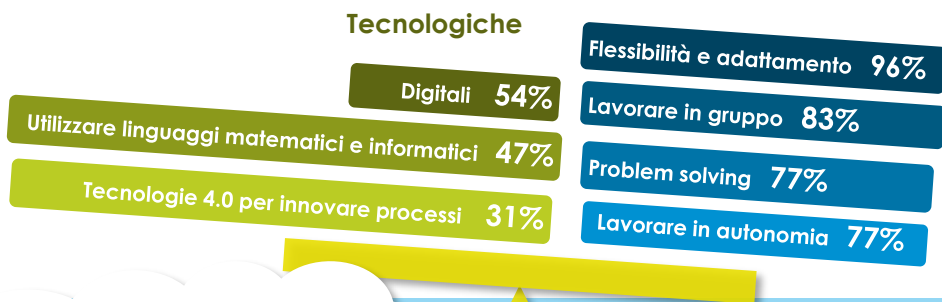 Tecnologiche
Digitali 54%
Utilizzare linguaggi matematici e informatici 47%
Tecnologie 4.0 per innovare processi 31%
Flessibilità e adattamento 96%
Lavorare in gruppo 83%
Problem solving 77%
Lavorare in autonomia 77%